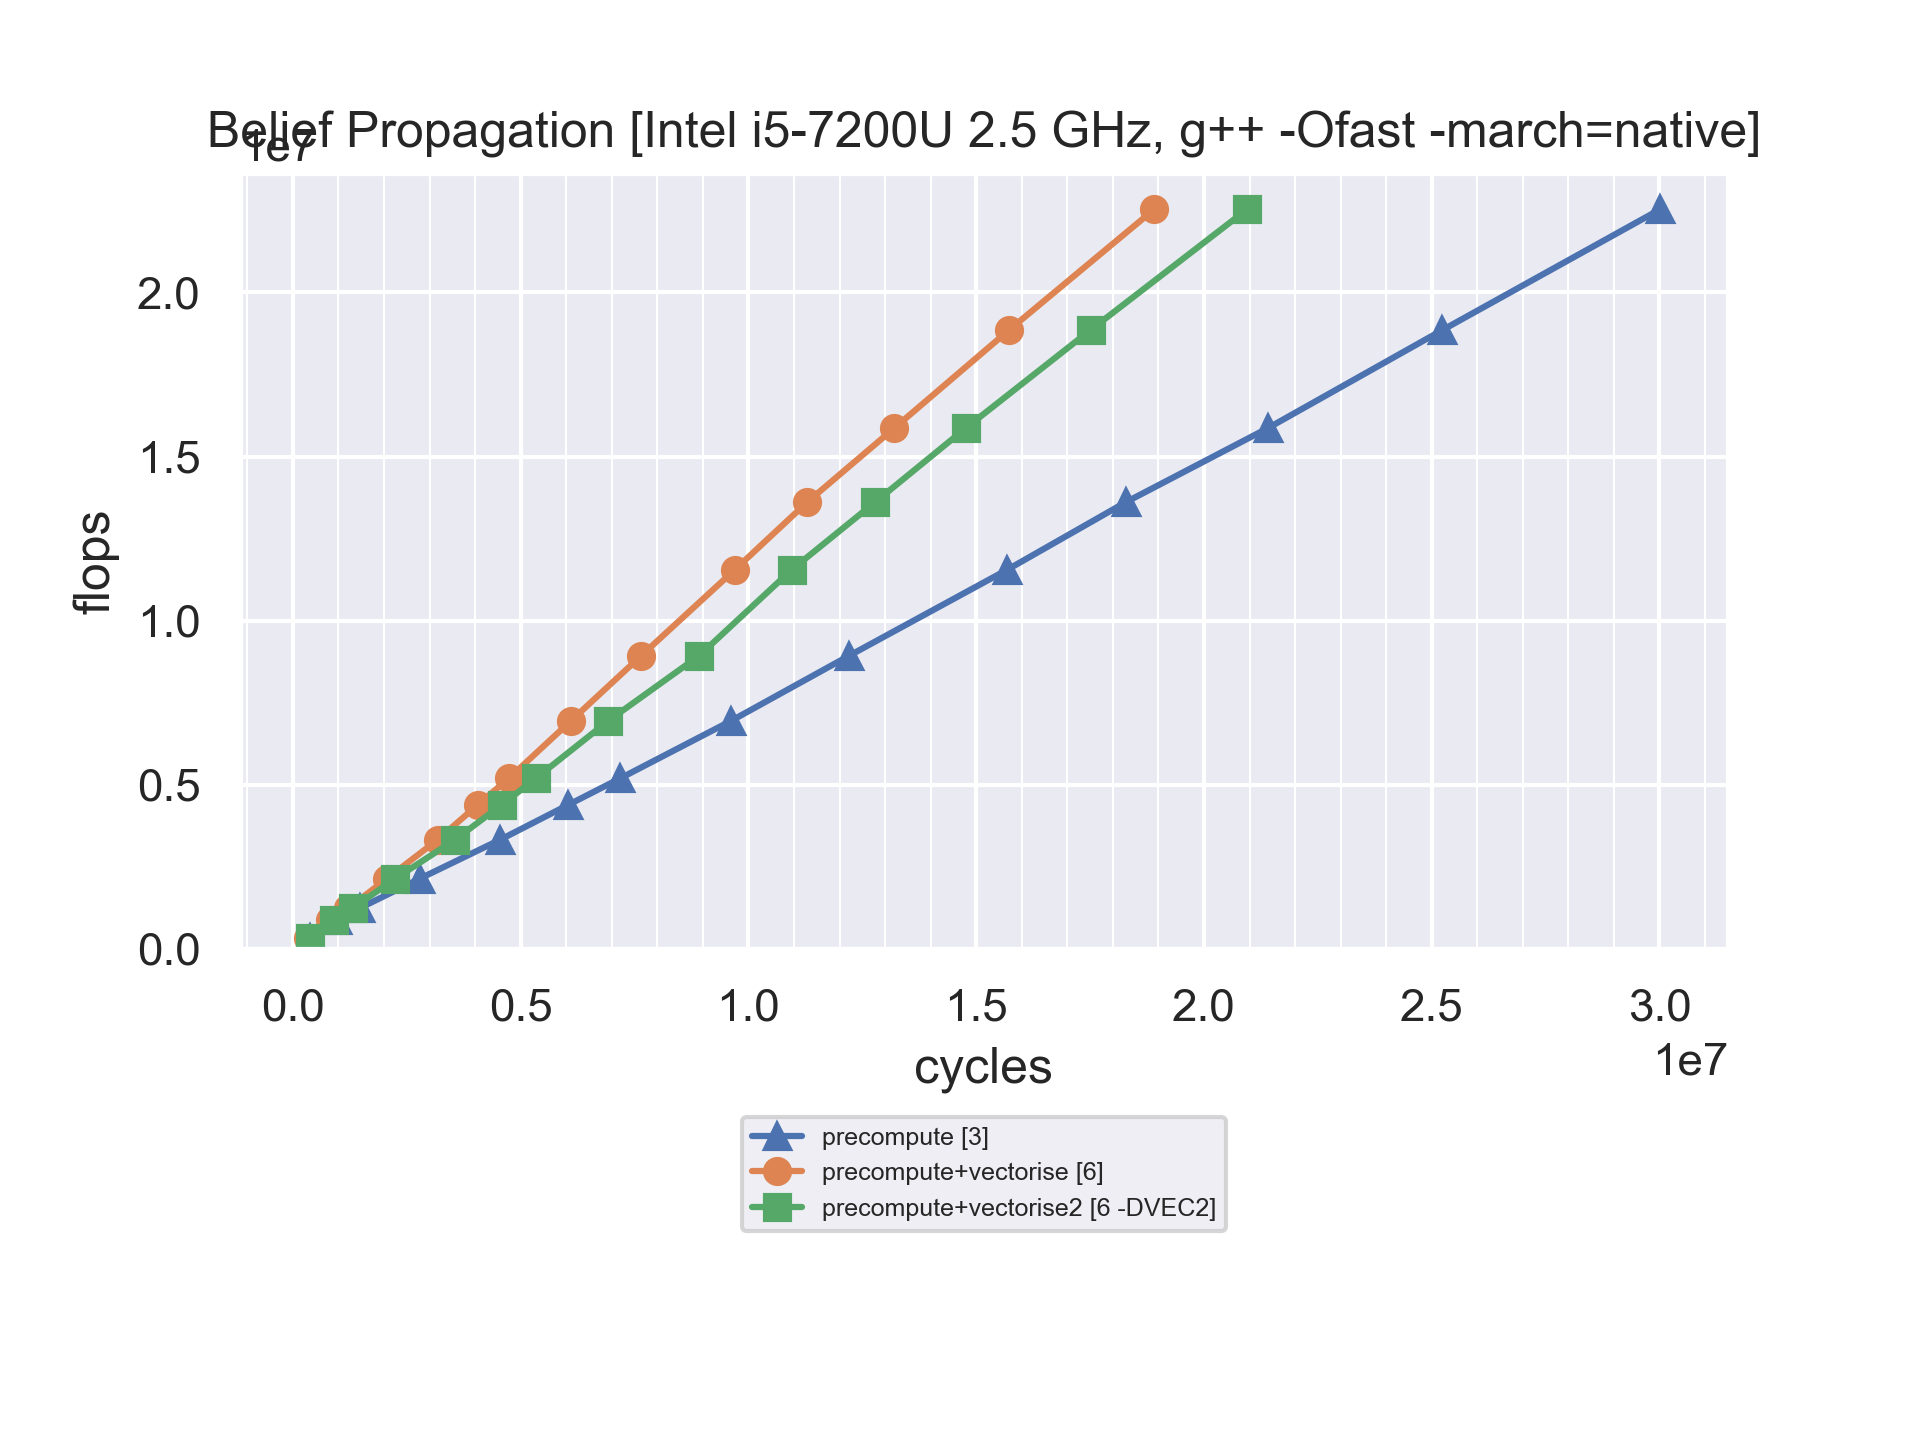 Belief Propagation [Intel i5-7200U 2.5 GHz, g++ -Ofast -march=native]
1e7
2.0
1.5
1.0
0.5
0.0
flops
0.0 0.5 1.0 1.5 2.0 2.5 3.0
1e7
cycles
precompute [3]
precompute+vectorise [6]
precompute+vectorise2 [6 -DVEC2]